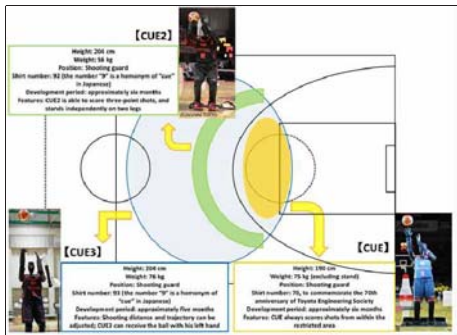 【CUE2】
Height: 204 cm
Weight: 56 kg
Position: Shooting guard
Shirt number: 92 (the number "9" is a homonym of "cue"
in Japanese)
Development period: approximately six months
Features: CUE2 is able to score three-point shots, and
stands independently on two legs
【CUE3】
Height: 204 cm
Weight: 76 kg
Position: Shooting guard
Shirt number: 93 (the number "9" is a homonym of
"cue" in Japanese)
Development period: approximately five months
Features: Shooting distance and trajectory can be
adjusted; CUE3 can receive the ball with his left hand
【CUE】
Height: 190 cm
Weight: 75 kg (excluding stand)
Position: Shooting guard
Shirt number: 70, to commemorate the 70th
anniversary of Toyota Engineering Society
Development period: approximately six months
Features: CUE always scores shots from within the
restricted area